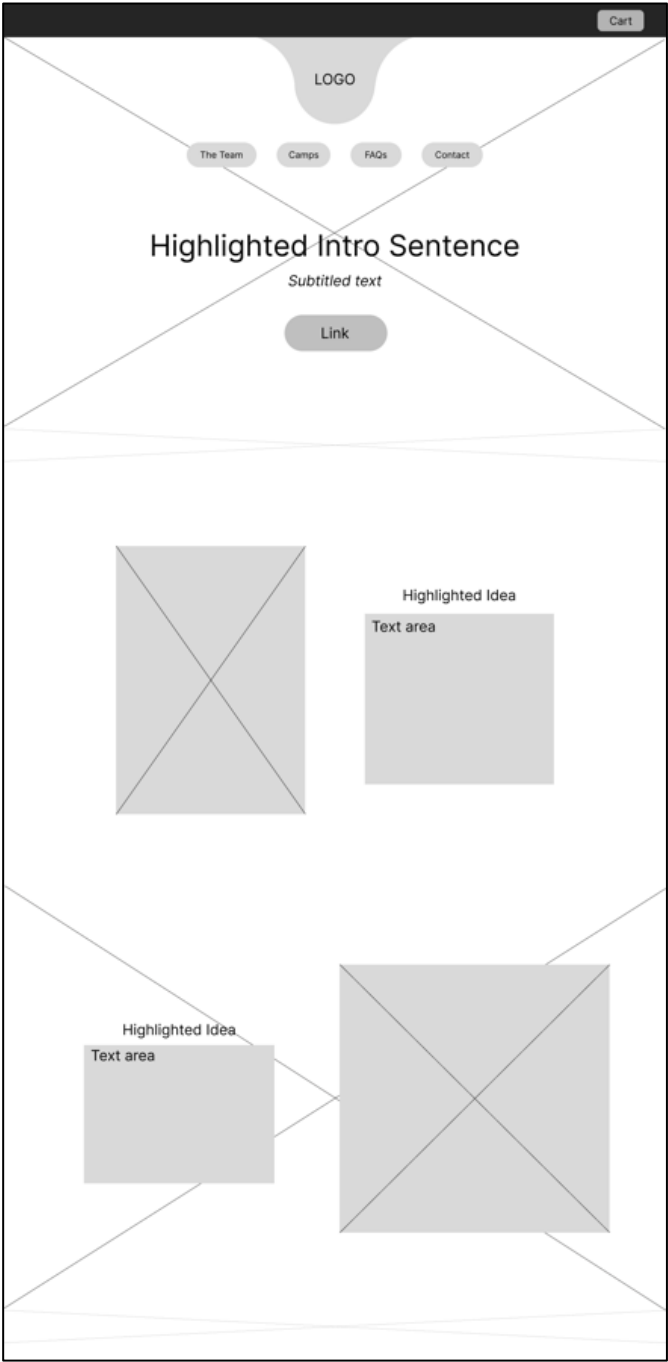 Cart
LOGO
The Team
Camps
FAQs
Contact
Highlighted Intro Sentence
Subtitled text
Link
Highlighted Idea
Text area
Highlighted Idea
Text area